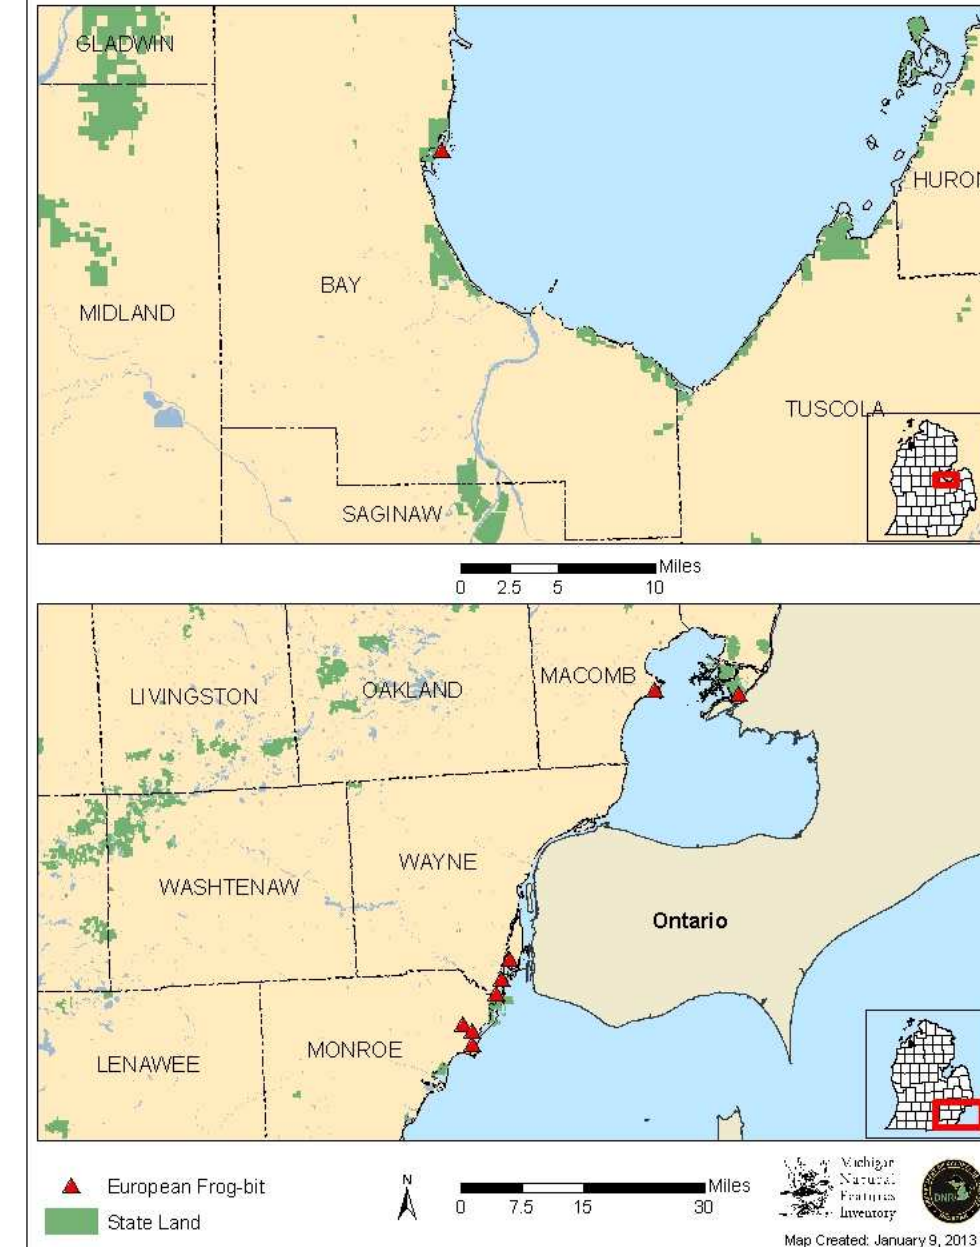 GLADWIN
HURON
BAY
MIDLAND
TUSCOLA
SAGINAW
Miles
0 2.5 5 10
MACOMB
LIVINGSTON
OAKLAND
WAYNE
WASHTENAW
Ontario
MONROE
LENAWEE
European Frog-bit
State Land
N
Miles
0 7.5 15 30
Michigan
Natural
Features
Inventory
DNR
Map Created: January 9, 2013